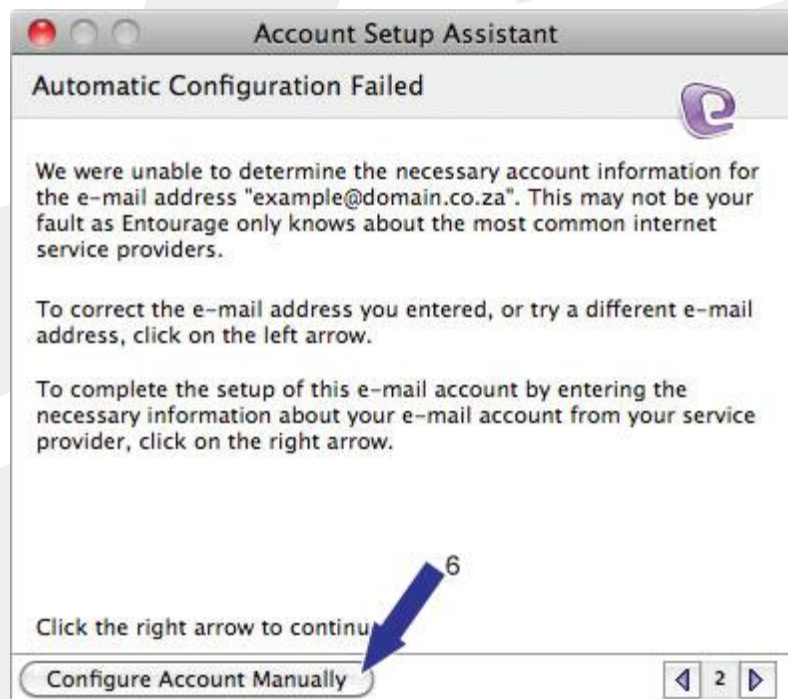 Account Setup Assistant
Automatic Configuration Failed
We were unable to determine the necessary account information for
the e-mail address "example@domain.co.za". This may not be your
fault as Entourage only knows about the most common internet
service providers.
To correct the e-mail address you entered, or try a different e-mail
address, click on the left arrow.
To complete the setup of this e-mail account by entering the
necessary information about your e-mail account from your service
provider, click on the right arrow.
6
Click the right arrow to continu
Configure Account Manually
2